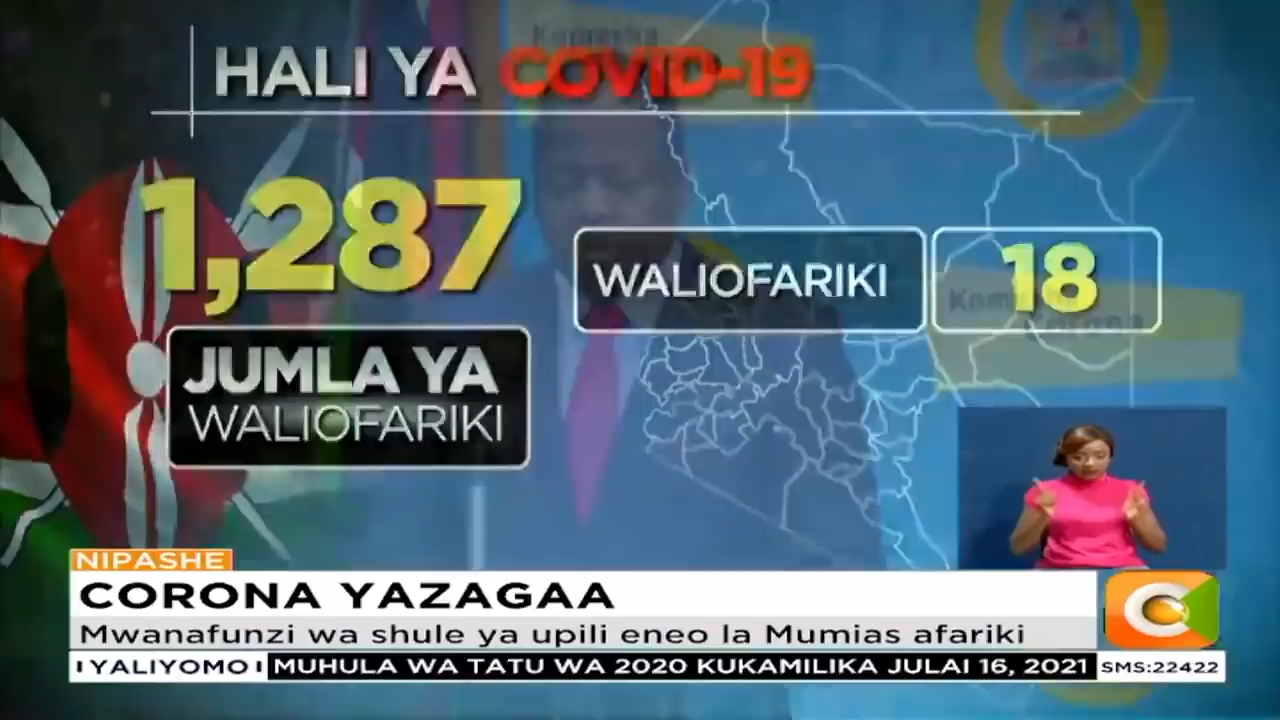 HALI YA COVID-19
1,287
JUMLA YA
WALIOFARIKI
WALIOFARIKI
18
NIPASHE
CORONA YAZAGAA
Mwanafunzi wa shule ya upili eneo la Mumias afariki
YALIYOMO
MUHULA WA TATU WA 2020 KUKAMILIKA JULAI 16, 2021
SMS:22422